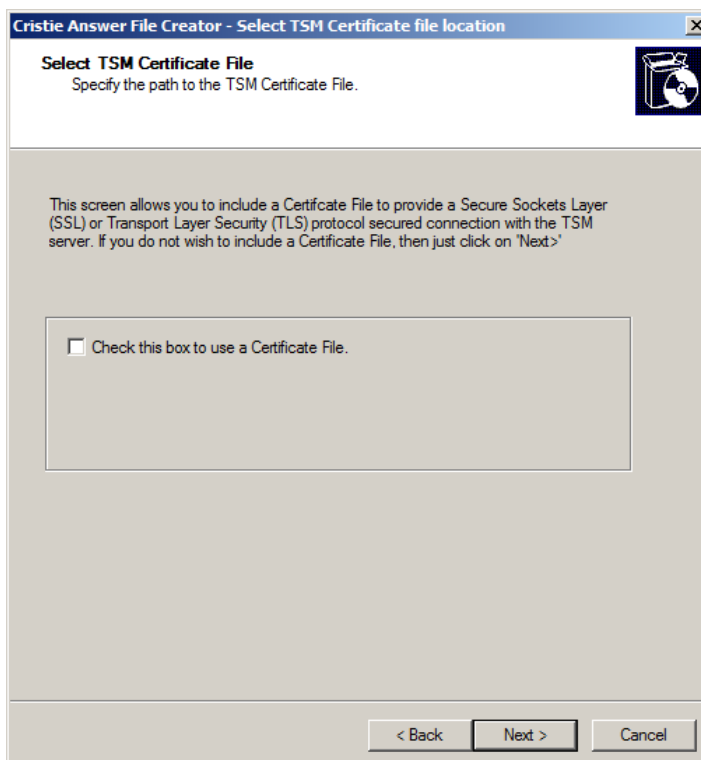 Cristie Answer File Creator - Select TSM Certificate file location
Select TSM Certificate File
Specify the path to the TSM Certificate File.
This screen allows you to include a Certifcate File to provide a Secure Sockets Layer
(SSL) or Transport Layer Security (TLS) protocol secured connection with the TSM
server. If you do not wish to include a Certificate File, then just click on 'Next>'
Check this box to use a Certificate File.
< Back
Next >
Cancel